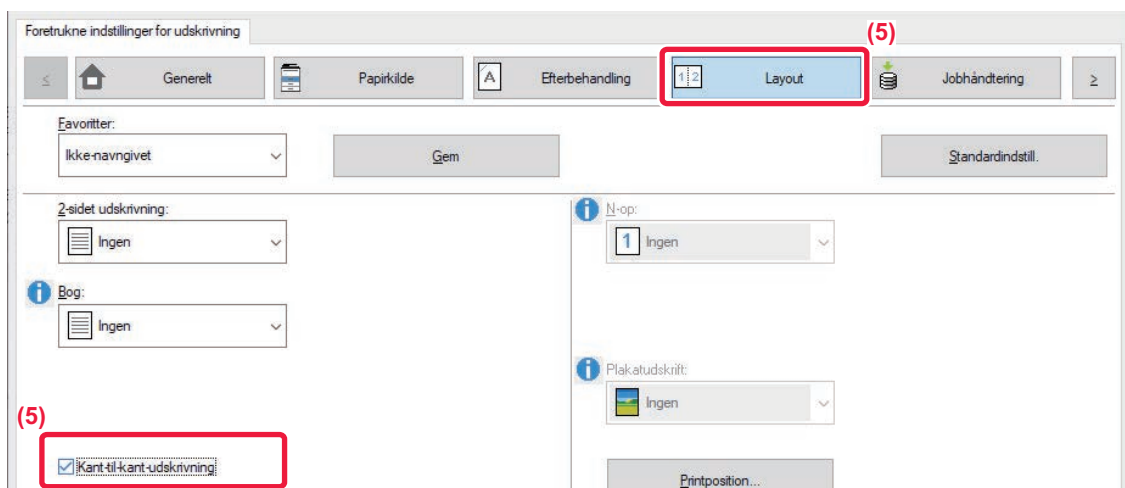 Foretrukne indstillinger for udskrivning
(5)
≤ Generelt Papirkilde A Efterbehandling 1 2 Layout Jobhåndtering ≥
Favoritter:
Ikke-navngivet Gem Standardindstill.
2-sidet udskrivning: N-op:
Ingen 1 Ingen
Bog:
Ingen
Plakatudskrift:
Ingen
(5)
Kant-til-kant-udskrivning
Printposition...